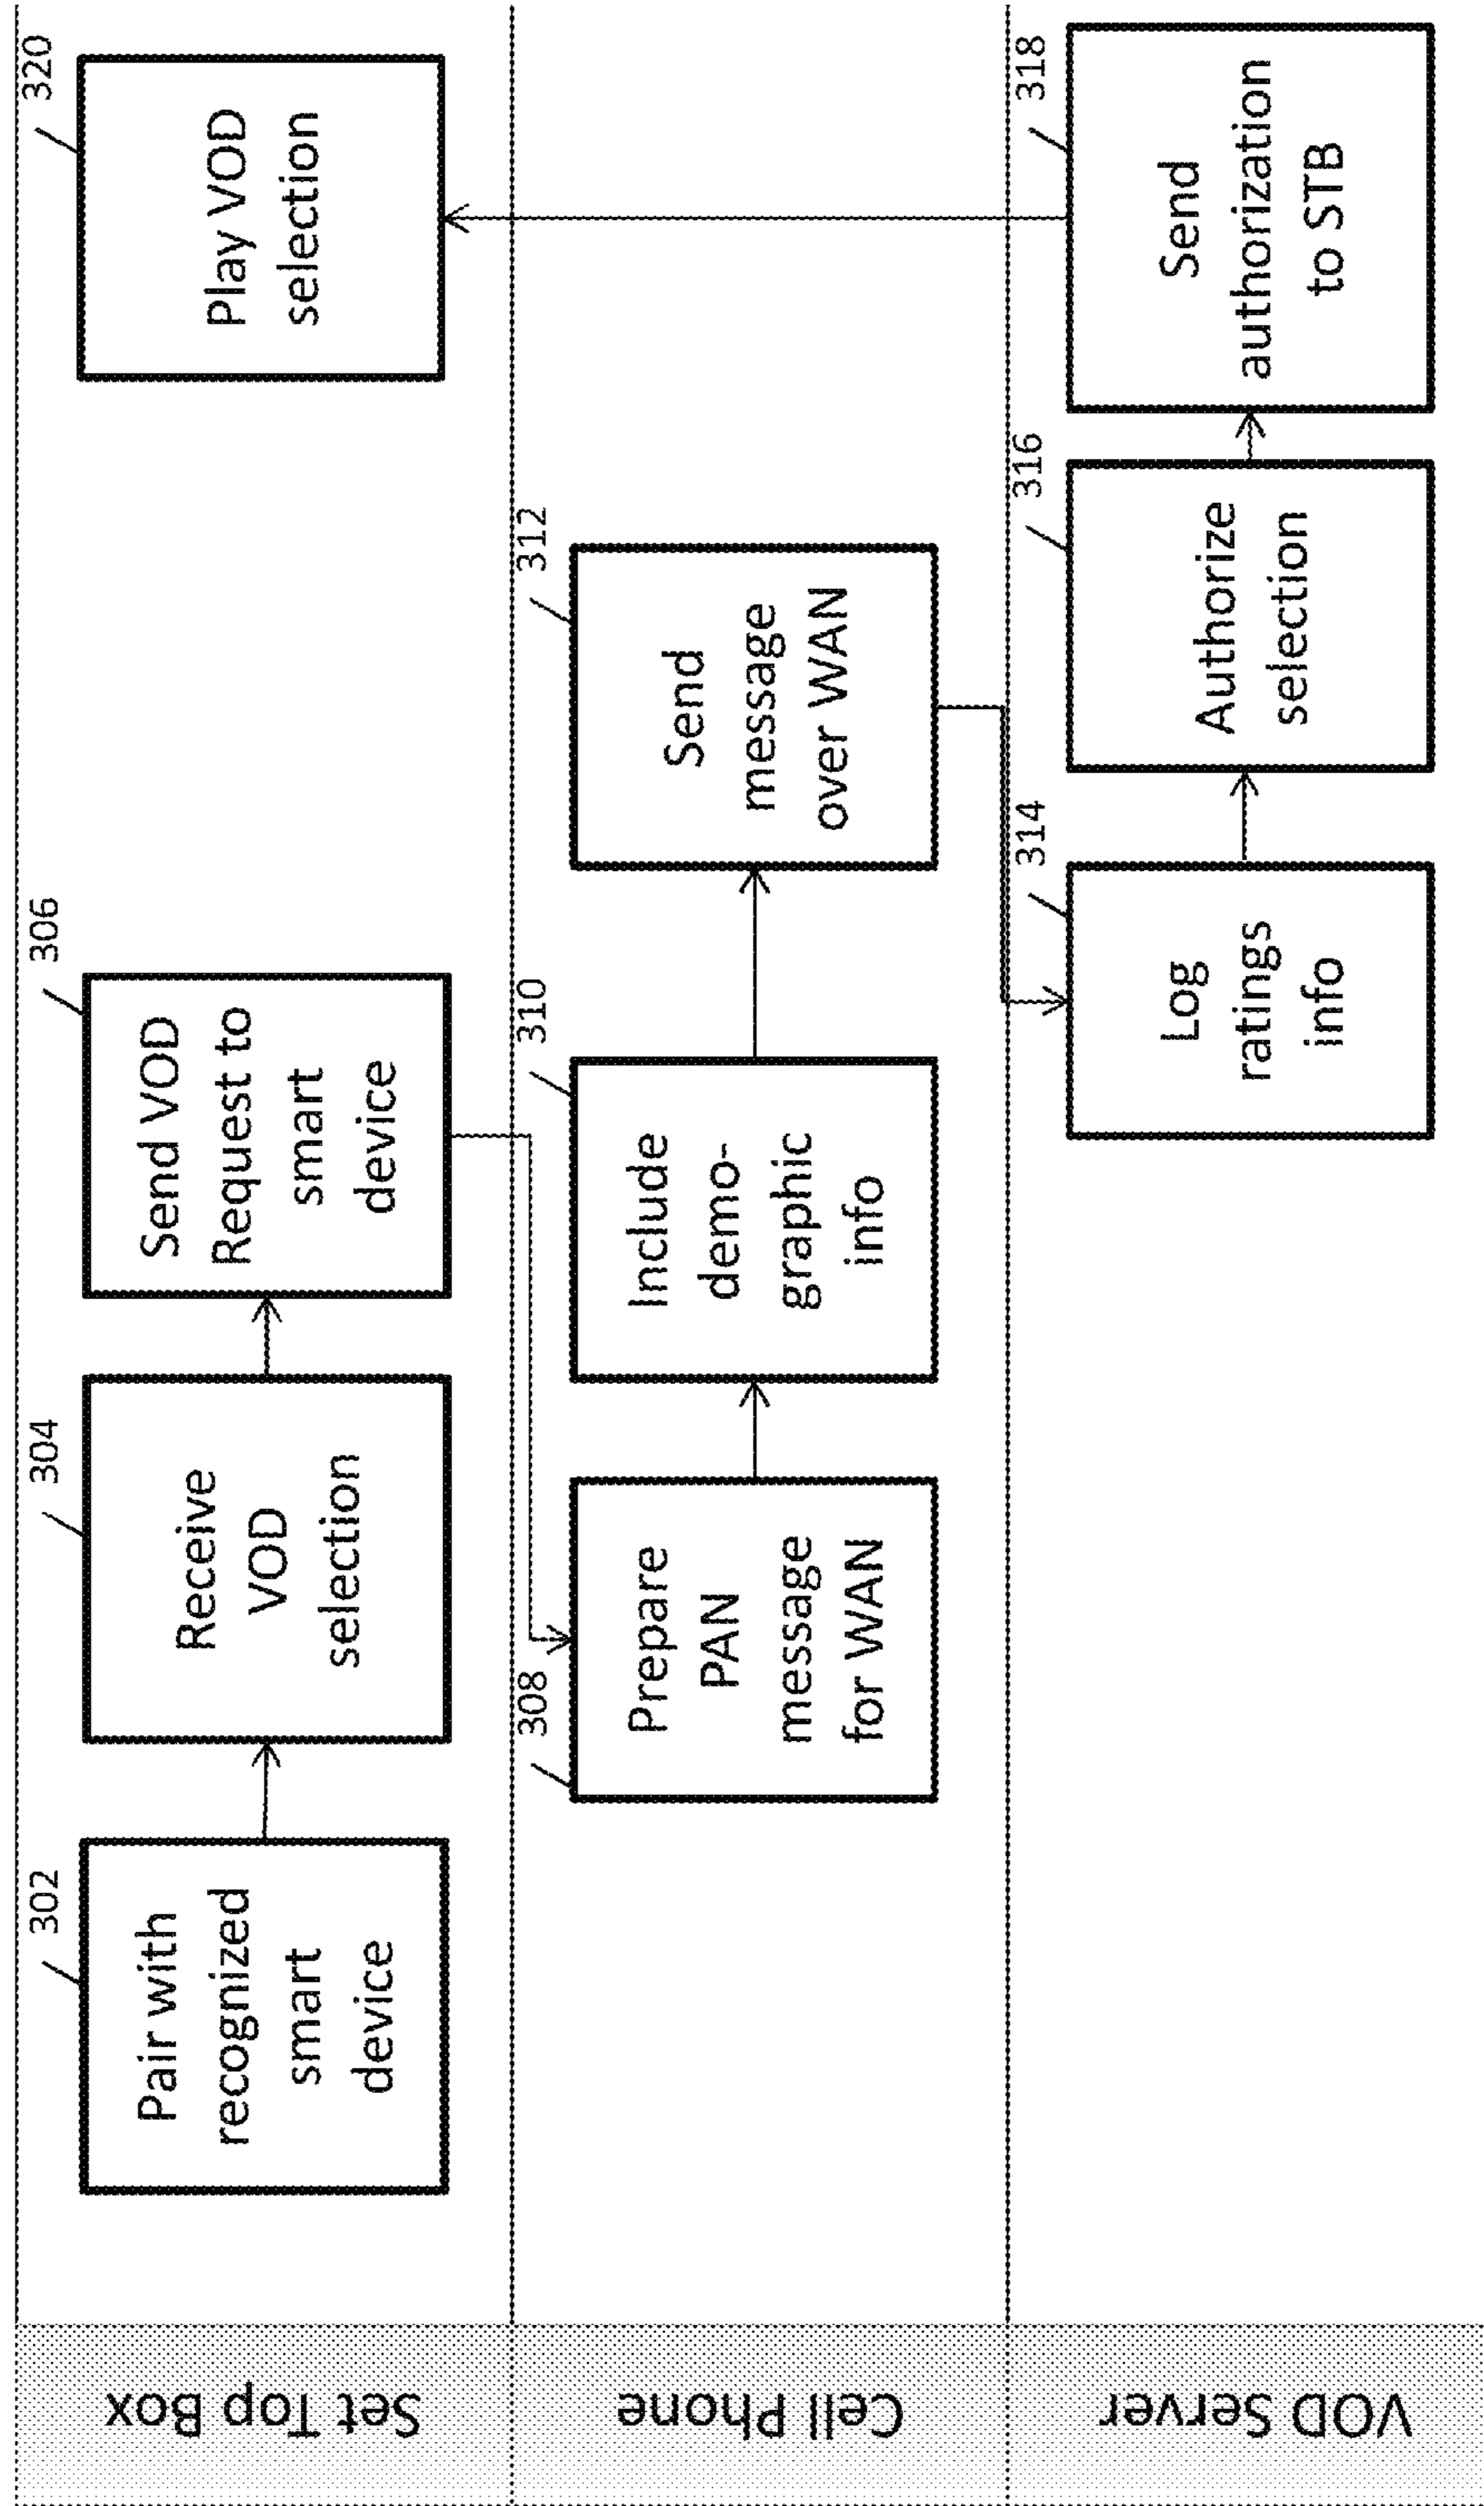 Set Top Box
302
Pair with
recognized
smart
device
304
Receive
VOD
selection
306
Send VOD
Request to
smart
device
320
Play VOD
selection
Cell Phone
308
Prepare
PAN
message
for WAN
310
Include
demo-
graphic
info
312
Send
message
over WAN
VOD Server
314
Log
ratings
info
316
Authorize
selection
318
Send
authorization
to STB